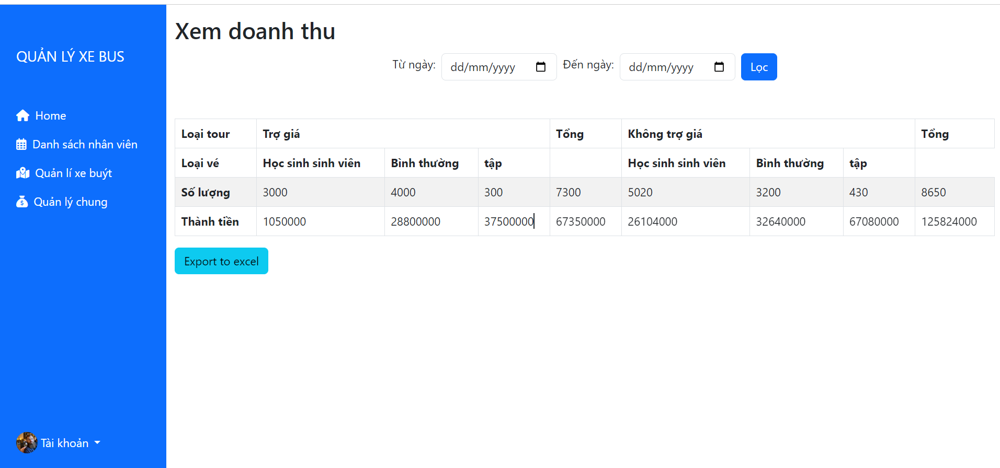 QUẢN LÝ XE BUS
Home
Danh sách nhân viên
Quản lí xe buýt
Quản lý chung
Tài khoản
Xem doanh thu
Từ ngày: dd/mm/yyyy Đến ngày: dd/mm/yyyy Lọc
Loại tour Trợ giá Tổng Không trợ giá Tổng
Loại vé Học sinh sinh viên Bình thường tập Học sinh sinh viên Bình thường tập
Số lượng 3000 4000 300 7300 5020 3200 430 8650
Thành tiền 1050000 28800000 37500000 67350000 26104000 32640000 67080000 125824000
Export to excel